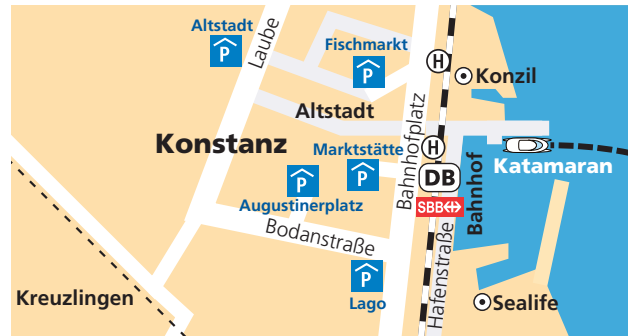 Altstadt
P
Laube
Fischmarkt
P
H
Konzil
Altstadt
Konstanz
Bahnhofplatz
Marktstätte
P
H
DB
Katamaran
P
Augustinerplatz
SBB
Bahnhof
Bodanstraße
Hafenstraße
P
Lago
Kreuzlingen
Sealife